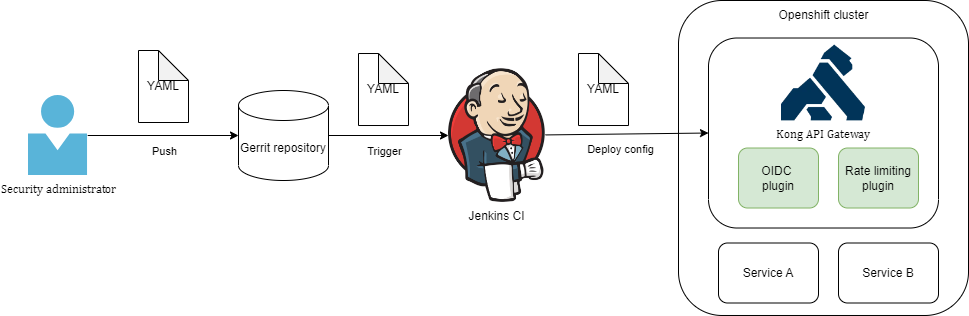 Openshift cluster
YAML
YAML
YAML
Kong API Gateway
Push
Gerrit repository
Trigger
Deploy config
Security administrator
Jenkins CI
OIDC
plugin
Rate limiting
plugin
Service A
Service B